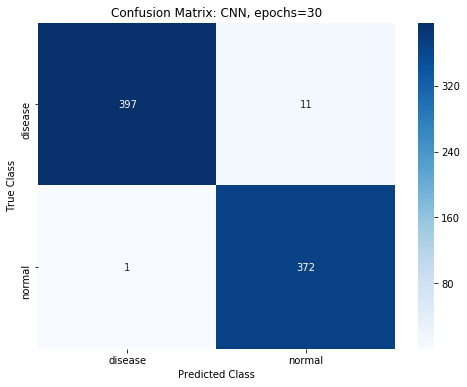 Confusion Matrix: CNN, epochs=30
True Class
disease
397
11
normal
1
372
disease
normal
Predicted Class
320
240
160
80